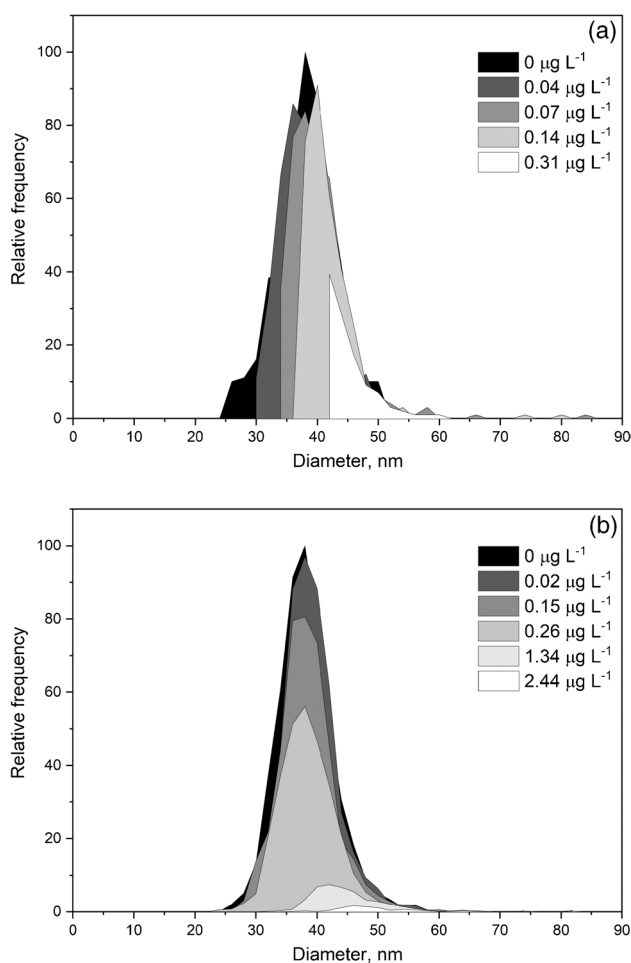 (a)
0 μg L⁻¹
0.04 μg L⁻¹
0.07 μg L⁻¹
0.14 μg L⁻¹
0.31 μg L⁻¹
Relative frequency
100
80
60
40
20
0
0 10 20 30 40 50 60 70 80 90
Diameter, nm
(b)
0 μg L⁻¹
0.02 μg L⁻¹
0.15 μg L⁻¹
0.26 μg L⁻¹
1.34 μg L⁻¹
2.44 μg L⁻¹
Relative frequency
100
80
60
40
20
0
0 10 20 30 40 50 60 70 80 90
Diameter, nm